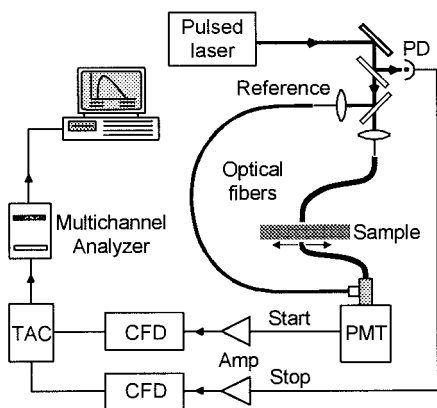 Pulsed
laser
PD
Reference
Optical
fibers
Sample
Multichannel
Analyzer
TAC
CFD
Amp
Start
PMT
CFD
Stop